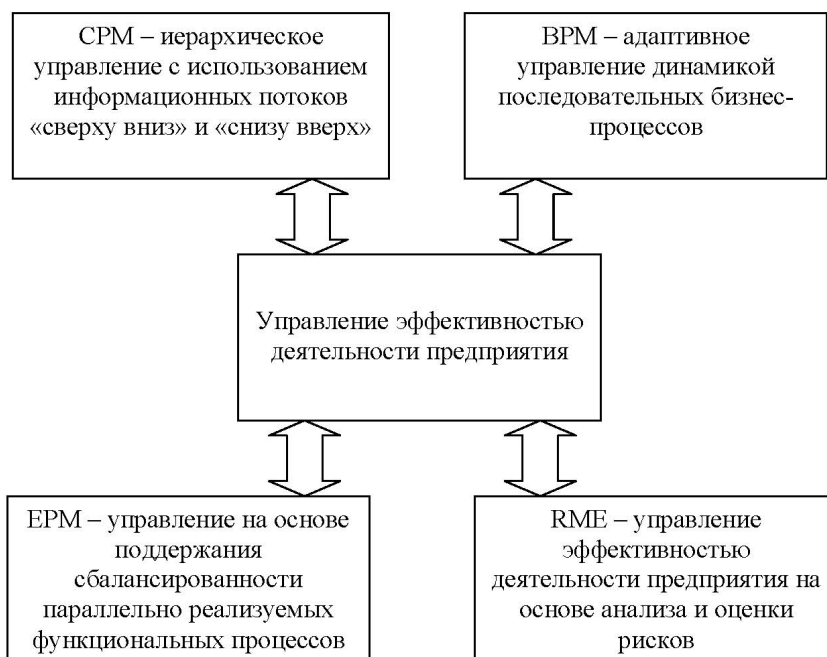 CPM – иерархическое
управление с использованием
информационных потоков
«сверху вниз» и «снизу вверх»
BPM – адаптивное
управление динамикой
последовательных бизнес-
процессов
Управление эффективностью
деятельности предприятия
EPM – управление на основе
поддержания
сбалансированности
параллельно реализуемых
функциональных процессов
RME – управление
эффективностью
деятельности предприятия на
основе анализа и оценки
рисков